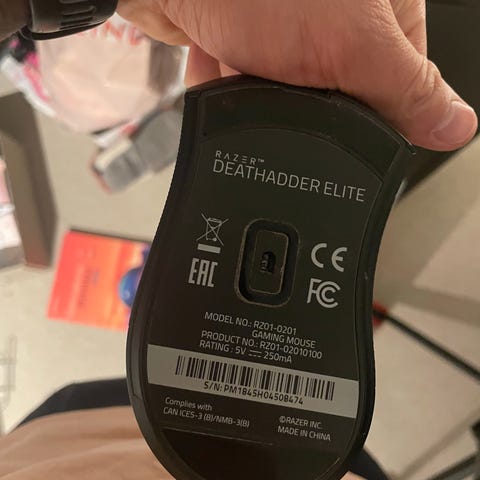 RAZER™
DEATHADDER ELITE
EAC
CE
FC
MODEL NO.: RZ01-0201
GAMING MOUSE
PRODUCT NO.: RZ01-02010100
RATING : 5V ⎓ 250mA
S/N: PM1845H04508474
Complies with
CAN ICES-3 (B)/NMB-3(B)
©RAZER INC.
MADE IN CHINA